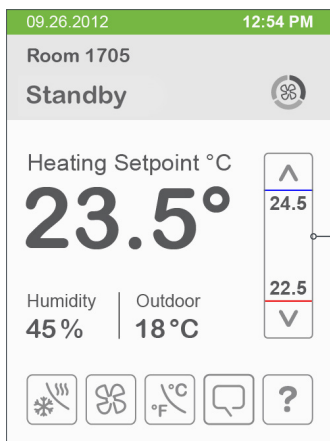 09.26.2012 12:54 PM
Room 1705
Standby
Heating Setpoint °C
23.5°
24.5
22.5
Humidity Outdoor
45% 18°C
°C
°F
?